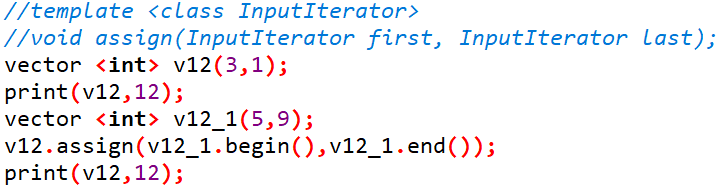 //template <class InputIterator>
//void assign(InputIterator first, InputIterator last);
vector <int> v12(3,1);
print(v12,12);
vector <int> v12_1(5,9);
v12.assign(v12_1.begin(),v12_1.end());
print(v12,12);